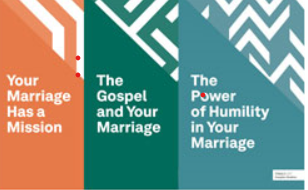 Your
Marriage
Has a
Mission
The
Gospel
and Your
Marriage
The
Power
of Humility
in Your
Marriage